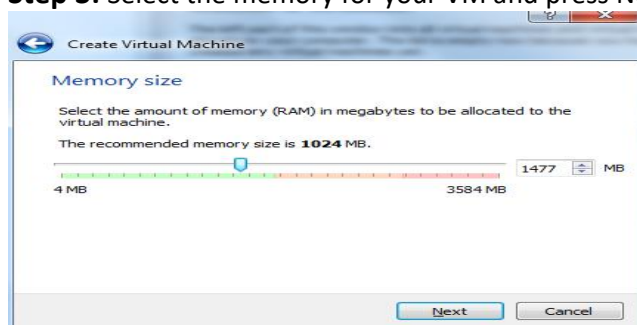 Step 3: Select the memory for your VM and press N
Create Virtual Machine
Memory size
Select the amount of memory (RAM) in megabytes to be allocated to the
virtual machine.
The recommended memory size is 1024 MB.
1477 MB
4 MB 3584 MB
Next Cancel